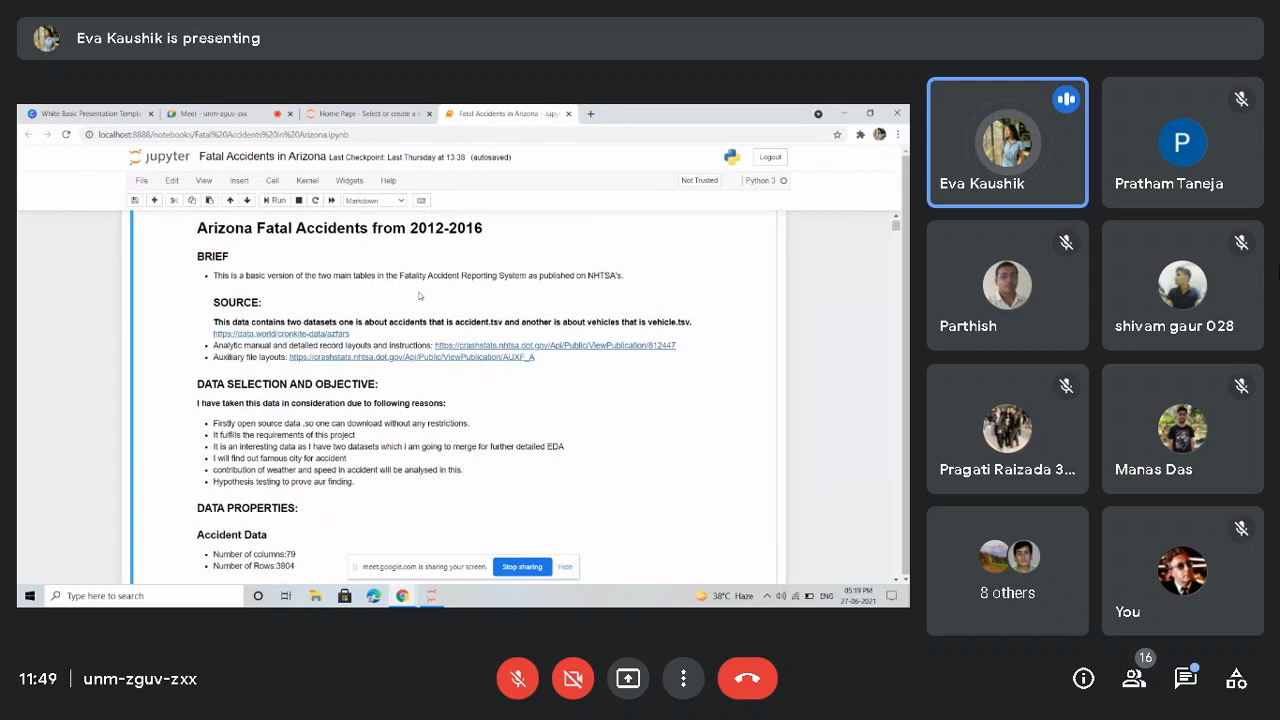 Eva Kaushik is presenting
White Basic Presentation Templ
Meet - unm-zguv-zxx
Home Page - Select or create a n
Fatal Accidents in Arizona - Jup
localhost:8888/notebooks/Fatal%20Accidents%20in%20Arizona.ipynb
jupyter Fatal Accidents in Arizona Last Checkpoint: Last Thursday at 13:38 (autosaved)
Logout
File Edit View Insert Cell Kernel Widgets Help
Not Trusted
Python 3
Run
Markdown
Arizona Fatal Accidents from 2012-2016
BRIEF
This is a basic version of the two main tables in the Fatality Accident Reporting System as published on NHTSA's.
SOURCE:
This data contains two datasets one is about accidents that is accident.tsv and another is about vehicles that is vehicle.tsv.
https://data.world/cronkite-data/azfars
Analytic manual and detailed record layouts and instructions: https://crashstats.nhtsa.dot.gov/Api/Public/ViewPublication/812447
Auxiliary file layouts: https://crashstats.nhtsa.dot.gov/Api/Public/ViewPublication/AUXF_A
DATA SELECTION AND OBJECTIVE:
I have taken this data in consideration due to following reasons:
Firstly open source data ,so one can download without any restrictions.
It fulfills the requirements of this project
It is an interesting data as I have two datasets which i am going to merge for further detailed EDA
I will find out famous city for accident
contribution of weather and speed in accident will be analysed in this.
Hypothesis testing to prove aur finding.
DATA PROPERTIES:
Accident Data
Number of columns:79
Number of Rows:3904
meet.google.com is sharing your screen.
Stop sharing
Hide
Type here to search
38°C Haze
ENG
05:19 PM
27-06-2021
Eva Kaushik
P
Pratham Taneja
Parthish
shivam gaur 028
Pragati Raizada 3...
Manas Das
8 others
You
11:49
unm-zguv-zxx
16